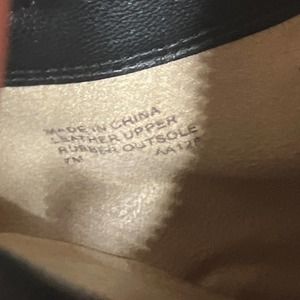 MADE IN CHINA
LEATHER UPPER
RUBBER OUTSOLE
7M